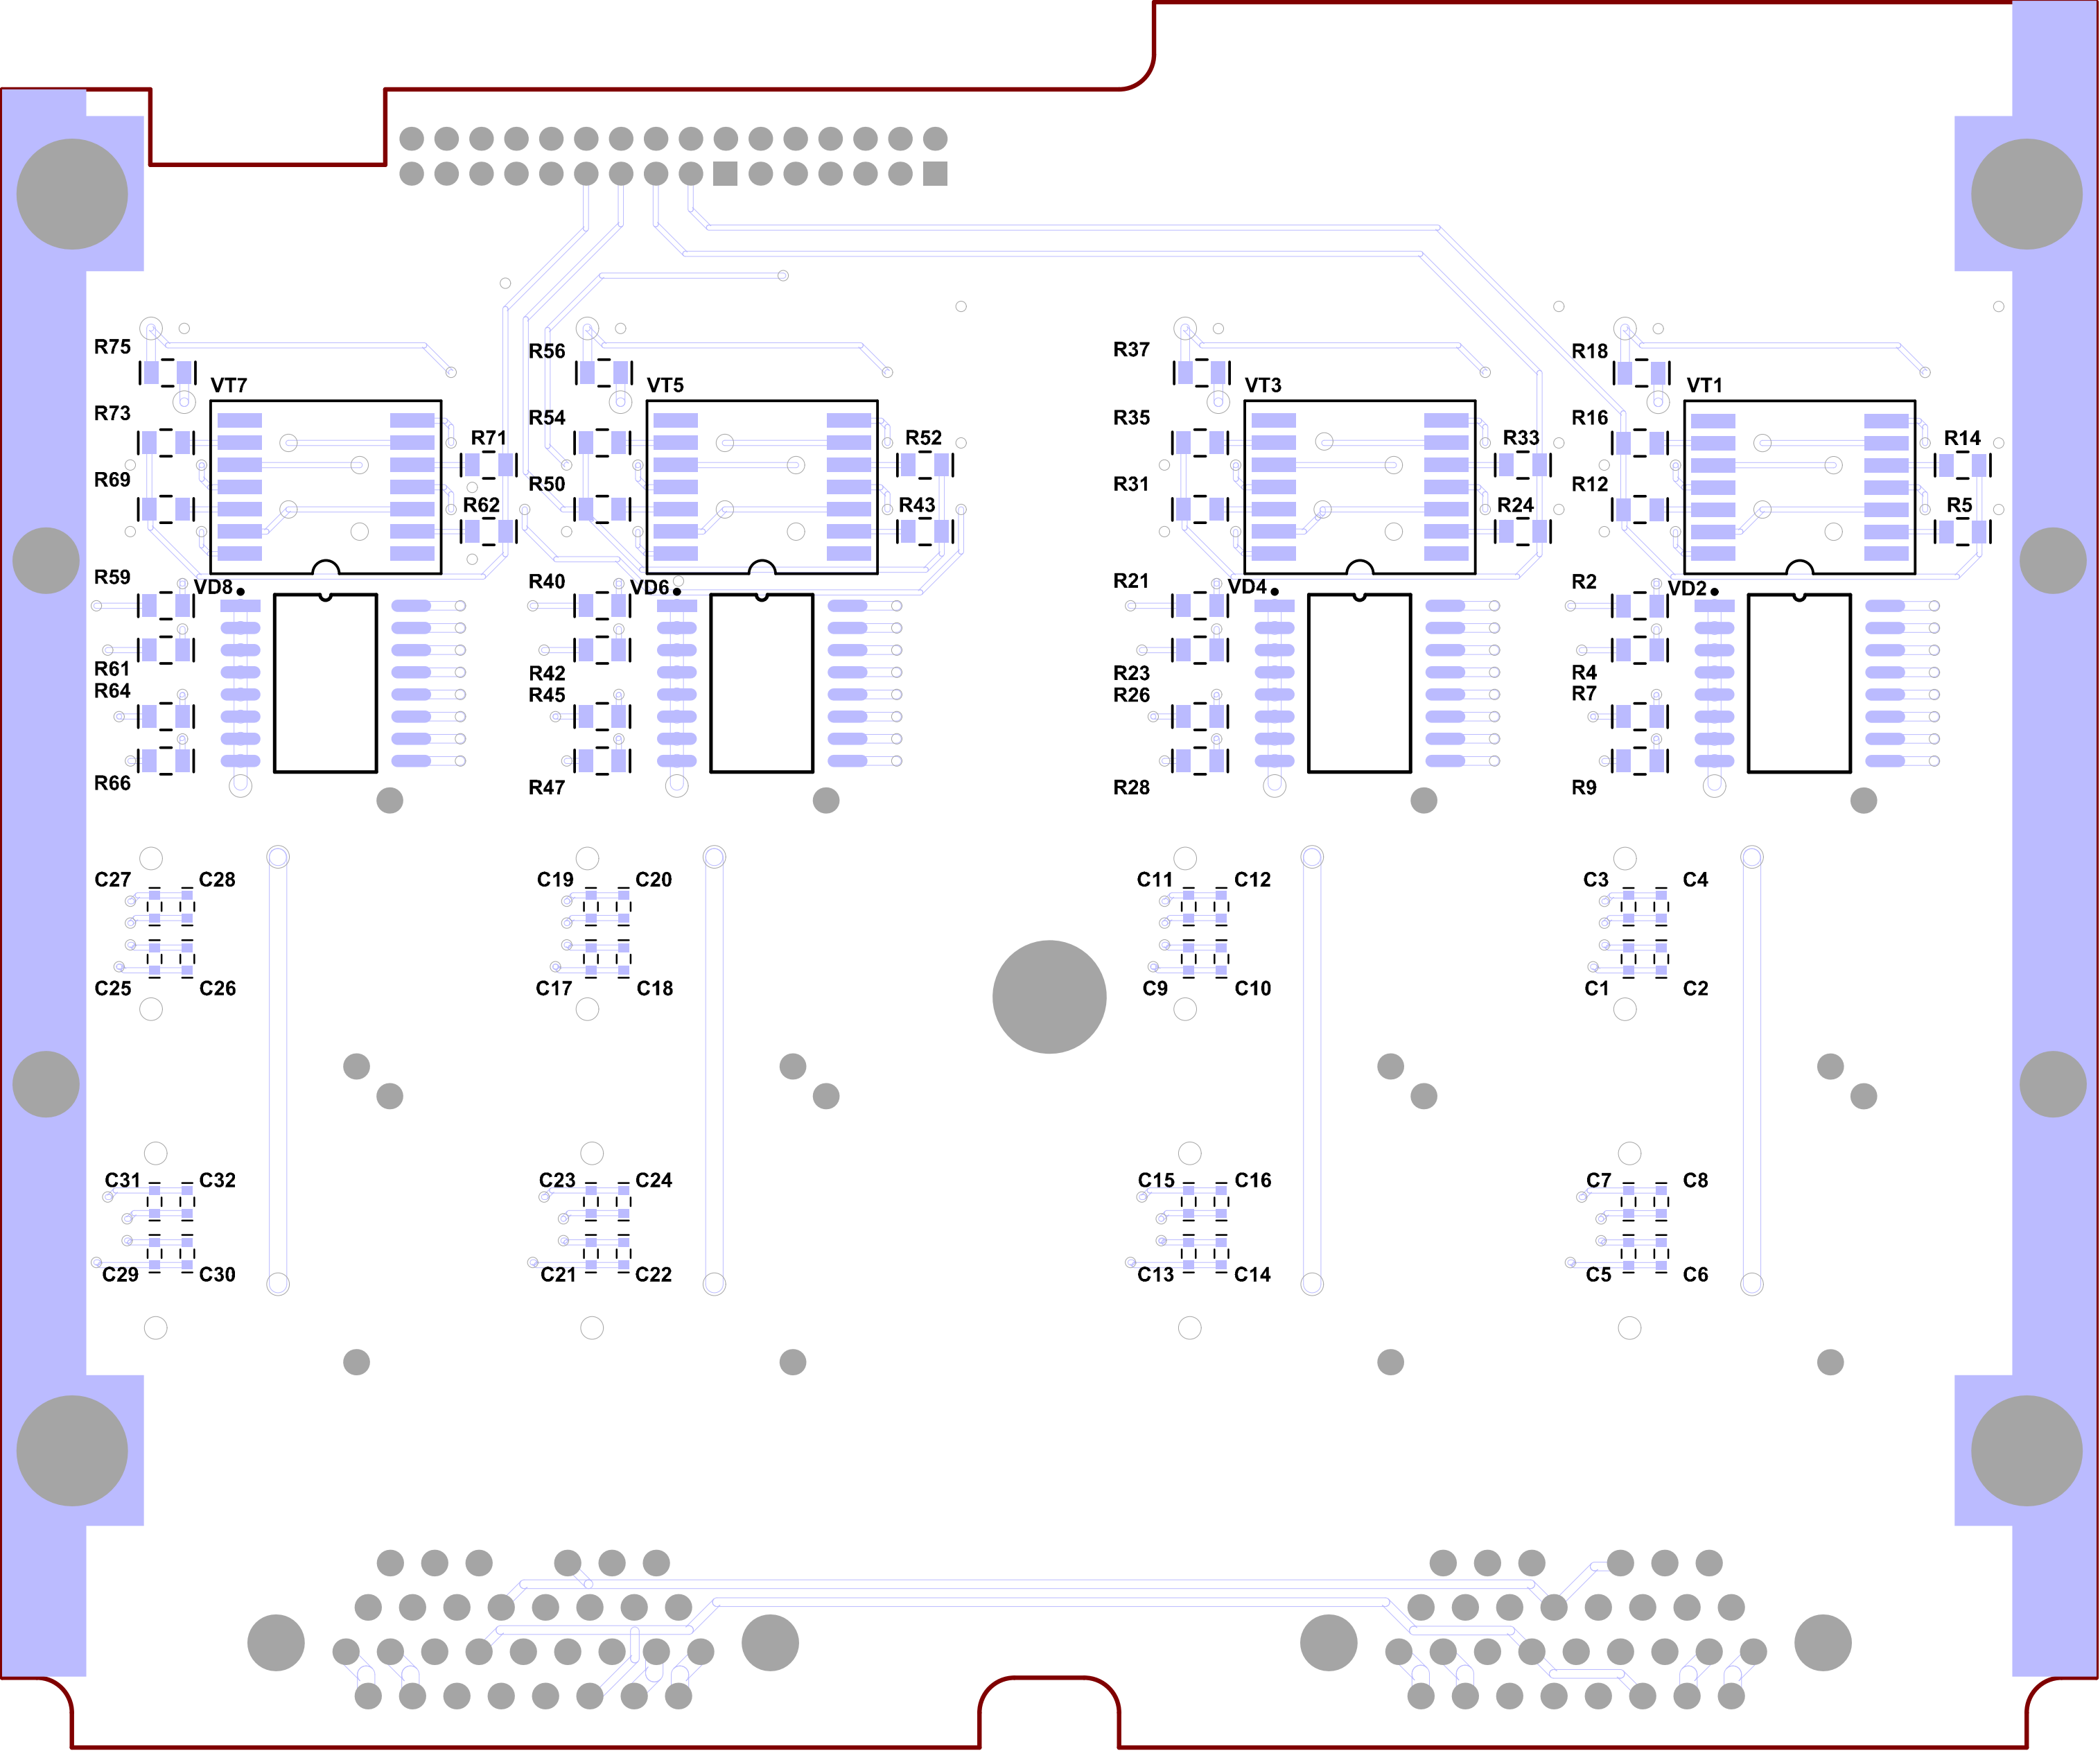 R75 R56 R37 R18
VT7 VT5 VT3 VT1
R73 R54 R35 R16
R71 R52 R33 R14
R69 R50 R31 R12
R62 R43 R24 R5
R59 VD8 R40 VD6 R21 VD4 R2 VD2
R61 R42 R23 R4
R64 R45 R26 R7
R66 R47 R28 R9
C27 C28 C19 C20 C11 C12 C3 C4
C25 C26 C17 C18 C9 C10 C1 C2
C31 C32 C23 C24 C15 C16 C7 C8
C29 C30 C21 C22 C13 C14 C5 C6